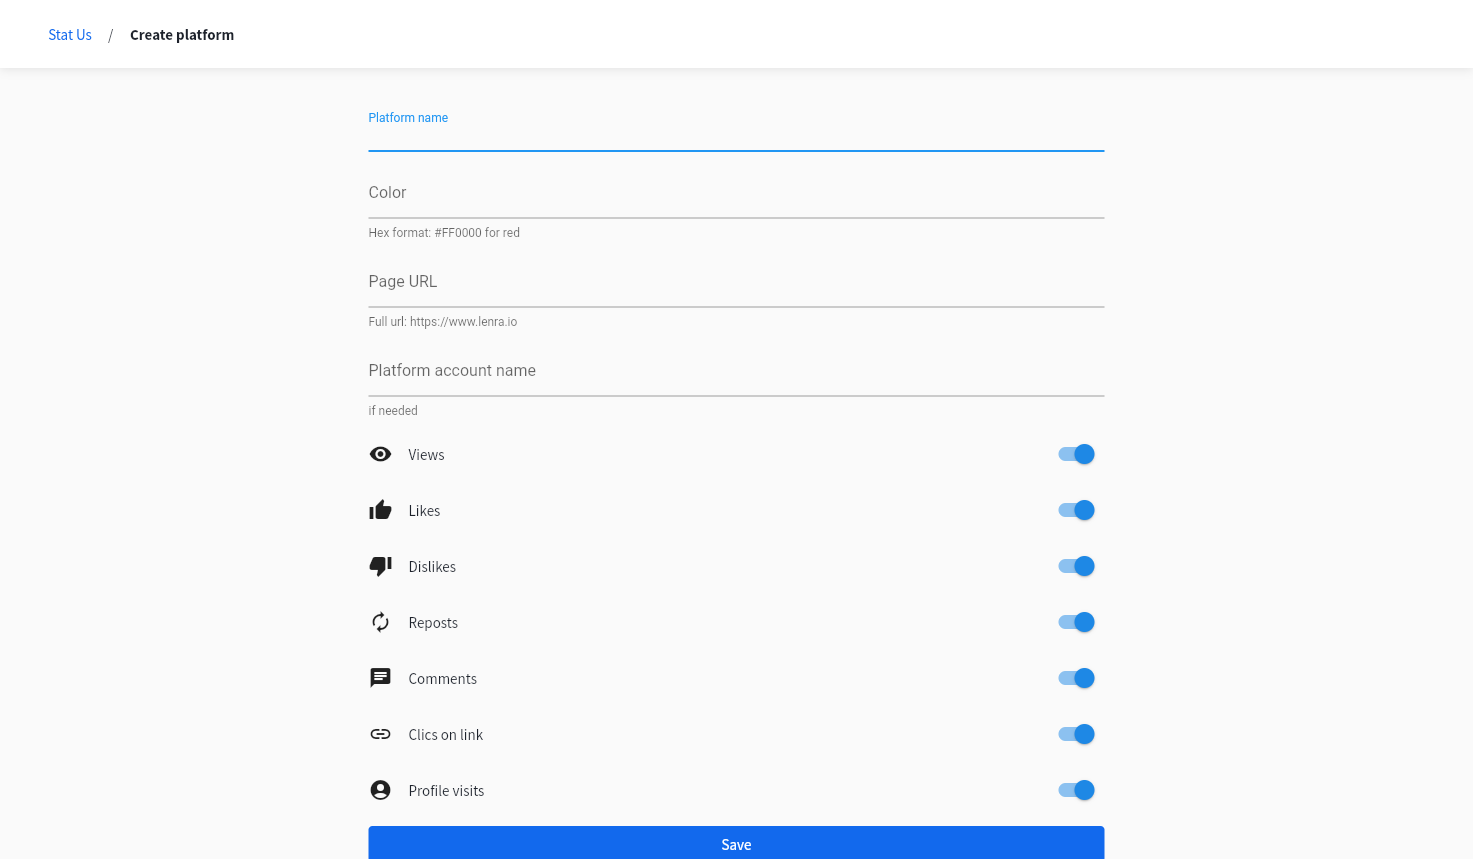 Stat Us / Create platform
Platform name
Color
Hex format: #FF0000 for red
Page URL
Full url: https://www.lenra.io
Platform account name
if needed
Views
Likes
Dislikes
Reposts
Comments
Clics on link
Profile visits
Save